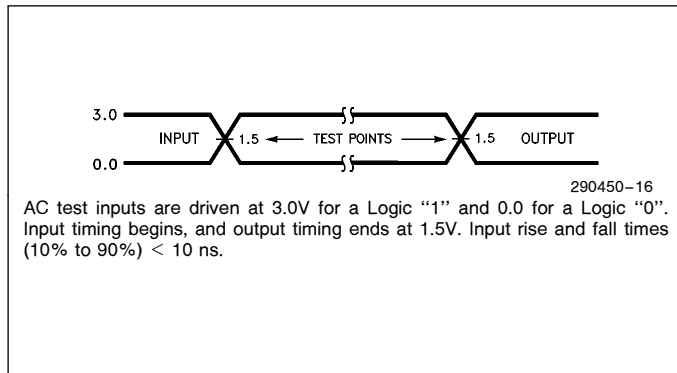 3.0
INPUT 1.5 TEST POINTS 1.5 OUTPUT
0.0
290450–16
AC test inputs are driven at 3.0V for a Logic ‘‘1’’ and 0.0 for a Logic ‘‘0’’.
Input timing begins, and output timing ends at 1.5V. Input rise and fall times
(10% to 90%) < 10 ns.